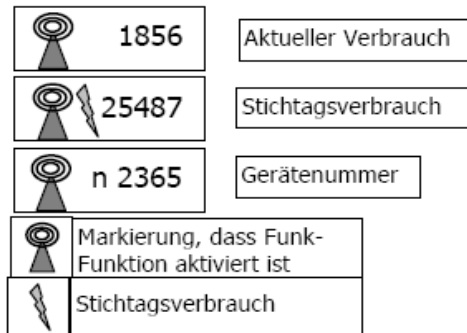 1856 Aktueller Verbrauch
25487 Stichtagsverbrauch
n 2365 Gerätenummer
Markierung, dass Funk-
Funktion aktiviert ist
Stichtagsverbrauch